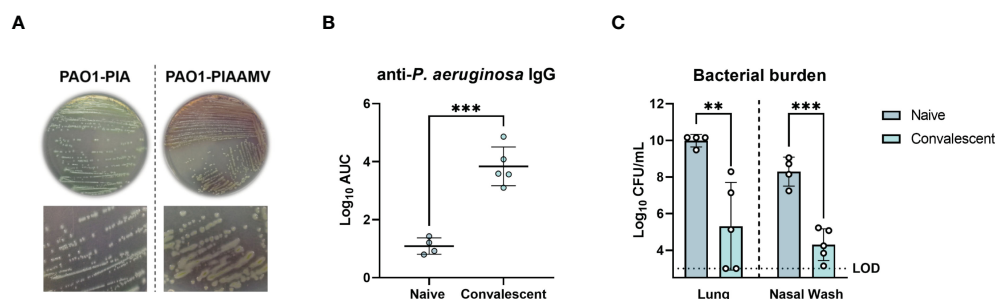 A
PAO1-PIA
PAO1-PIAAMV
B
anti-P. aeruginosa IgG
Log10 AUC
6
4
2
0
***
Naive
Convalescent
C
Bacterial burden
Log10 CFU/mL
12
10
8
6
4
**
***
LOD
Lung
Nasal Wash
Naive
Convalescent